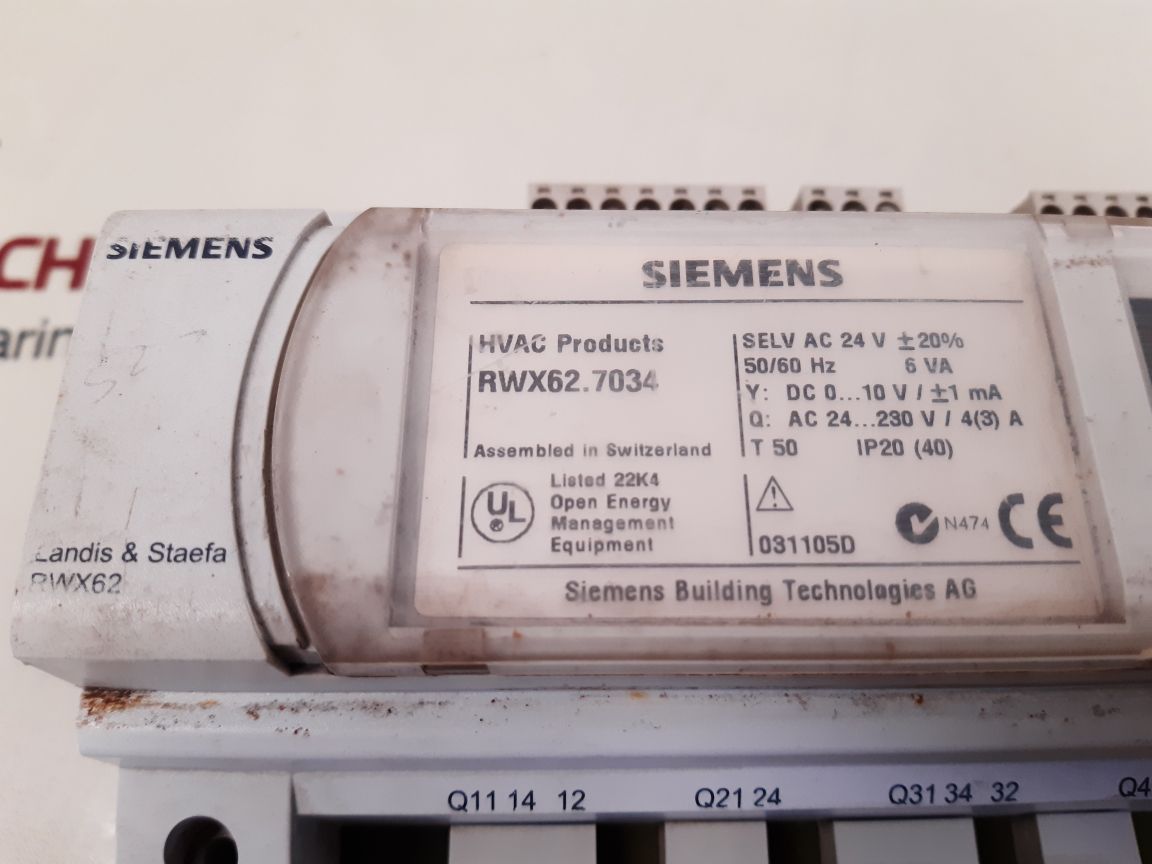 CH
SIEMENS
Landis & Staefa
RWX62
SIEMENS
HVAC Products
RWX62.7034
Assembled in Switzerland
SELV AC 24 V ±20%
50/60 Hz 6 VA
Y: DC 0...10 V / ±1 mA
Q: AC 24...230 V / 4(3) A
T 50 IP20 (40)
UL
®
Listed 22K4
Open Energy
Management
Equipment
031105D
N474
CE
Siemens Building Technologies AG
Q11 14 12
Q21 24
Q31 34 32
Q4